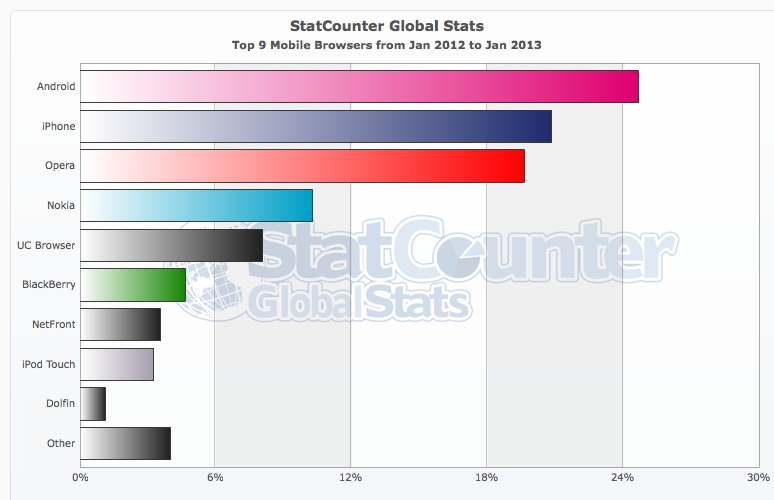 StatCounter Global Stats
Top 9 Mobile Browsers from Jan 2012 to Jan 2013
Android
iPhone
Opera
Nokia
UC Browser
StatCounter
BlackBerry
GlobalStats
NetFront
iPod Touch
Dolfin
Other
0% 6% 12% 18% 24% 30%